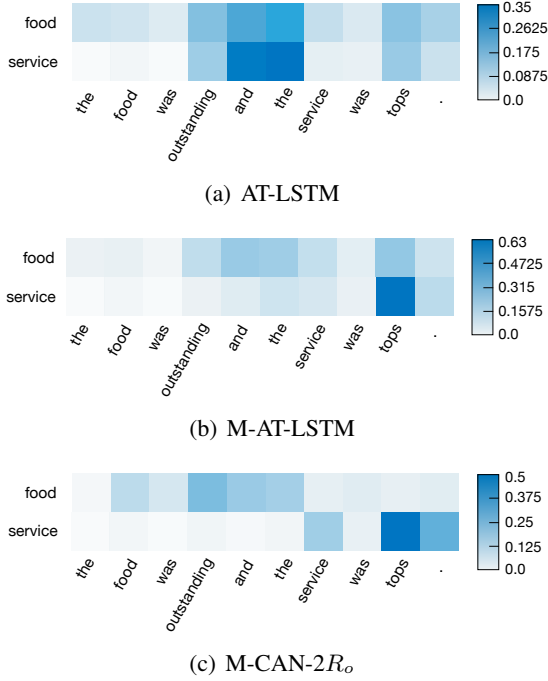 food
service
the food was outstanding and the service was tops .
0.35
0.2625
0.175
0.0875
0.0
(a) AT-LSTM
food
service
the food was outstanding and the service was tops .
0.63
0.4725
0.315
0.1575
0.0
(b) M-AT-LSTM
food
service
the food was outstanding and the service was tops .
0.5
0.375
0.25
0.125
0.0
(c) M-CAN-2R_o